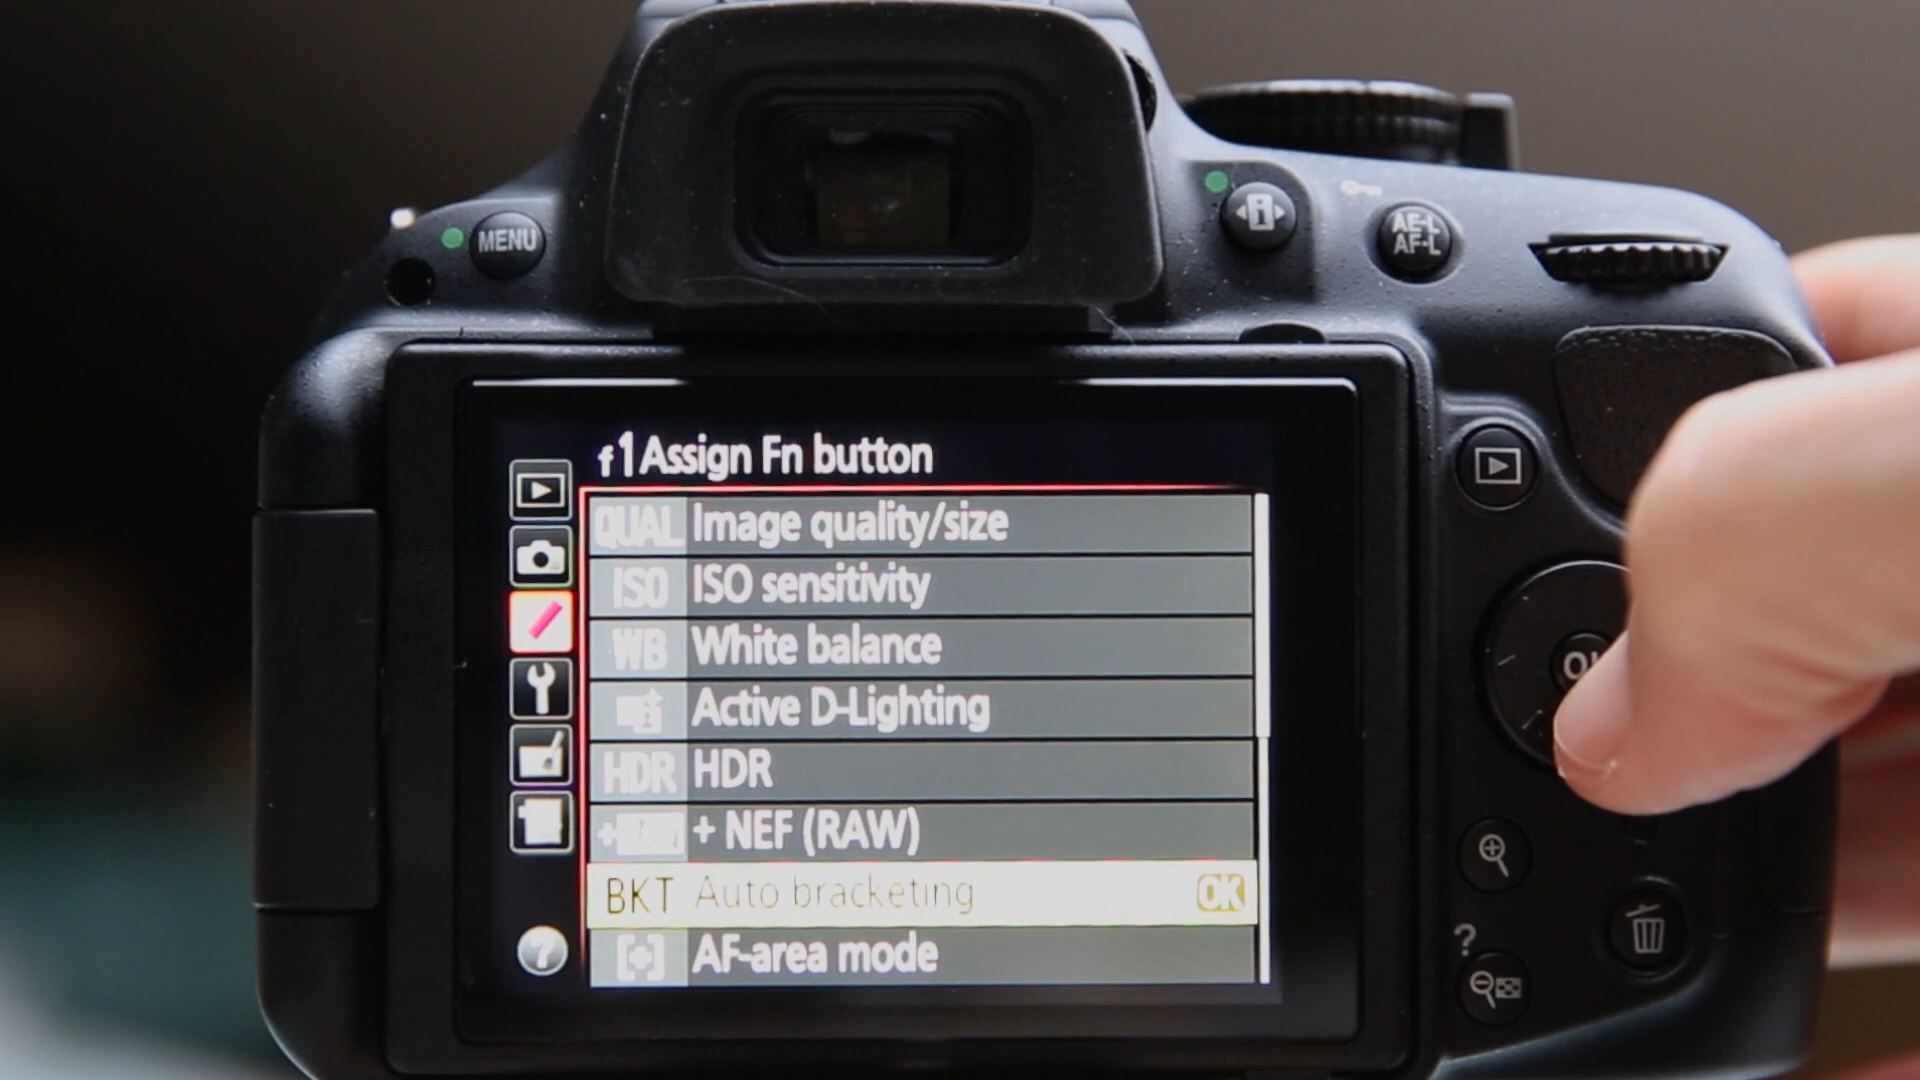 MENU
AE-L
AF-L
f1 Assign Fn button
QUAL Image quality/size
ISO ISO sensitivity
WB White balance
Active D-Lighting
HDR HDR
+ NEF (RAW)
BKT Auto bracketing OK
AF-area mode
?
?